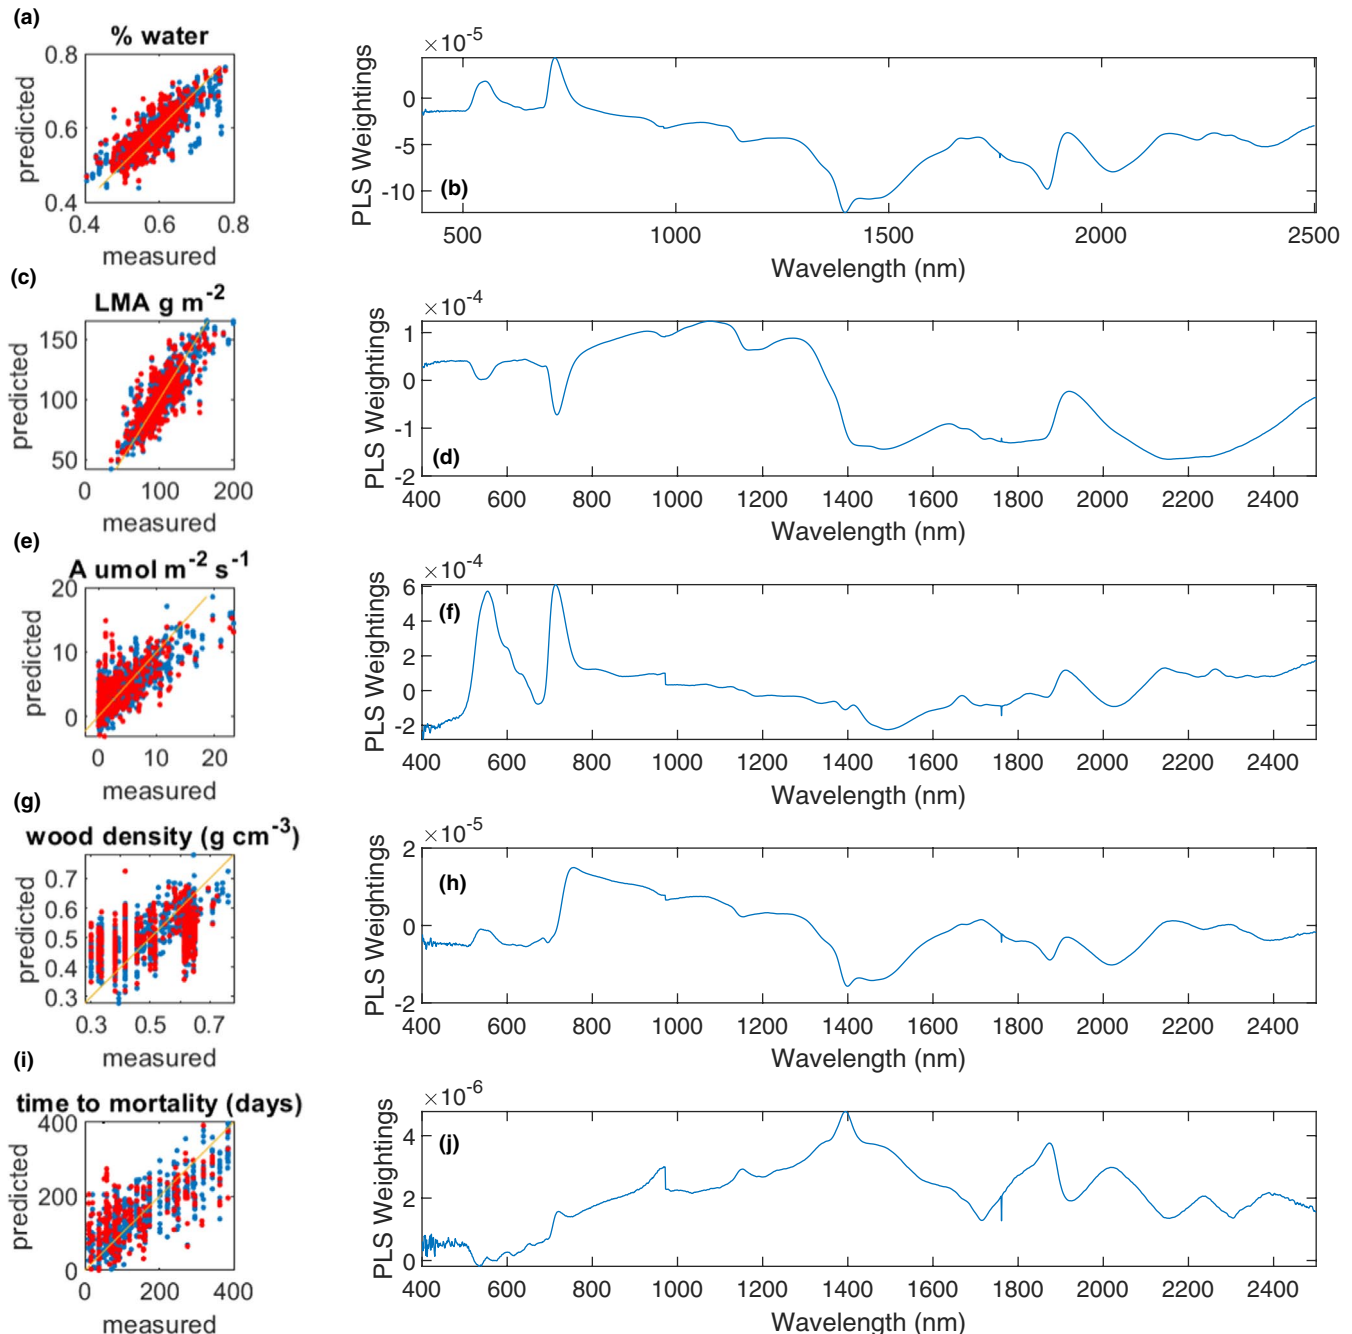 (a)
% water
0.8
0.6
0.4
predicted
0.4 0.6 0.8
measured
×10-5
0
-5
-10
PLS Weightings
(b)
500 1000 1500 2000 2500
Wavelength (nm)
(c)
LMA g m-2
150
100
50
predicted
0 100 200
measured
×10-4
1
0
-1
-2
PLS Weightings
(d)
400 600 800 1000 1200 1400 1600 1800 2000 2200 2400
Wavelength (nm)
(e)
A umol m-2 s-1
20
10
0
predicted
0 10 20
measured
×10-4
6
4
2
0
-2
PLS Weightings
(f)
400 600 800 1000 1200 1400 1600 1800 2000 2200 2400
Wavelength (nm)
(g)
wood density (g cm-3)
0.7
0.6
0.5
0.4
0.3
predicted
0.3 0.5 0.7
measured
×10-5
2
0
-2
PLS Weightings
(h)
400 600 800 1000 1200 1400 1600 1800 2000 2200 2400
Wavelength (nm)
(i)
time to mortality (days)
400
200
0
predicted
0 200 400
measured
×10-6
4
2
0
PLS Weightings
(j)
400 600 800 1000 1200 1400 1600 1800 2000 2200 2400
Wavelength (nm)